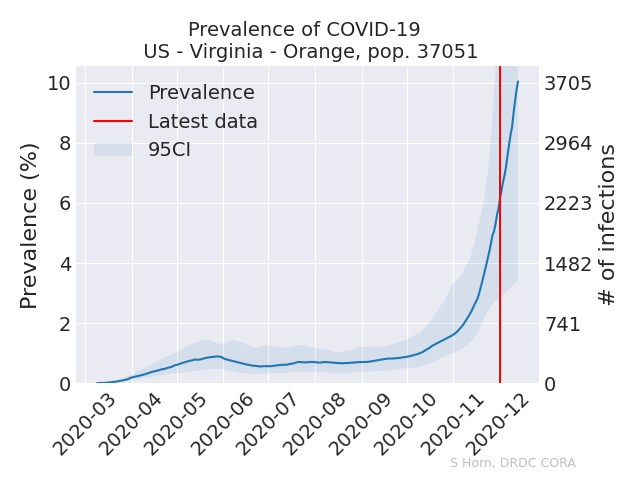 Prevalence of COVID-19
US - Virginia - Orange, pop. 37051
Prevalence
Latest data
95CI
Prevalence (%)
10
8
6
4
2
0
3705
2964
2223
1482
741
0
# of infections
2020-03
2020-04
2020-05
2020-06
2020-07
2020-08
2020-09
2020-10
2020-11
2020-12
S Horn, DRDC CORA